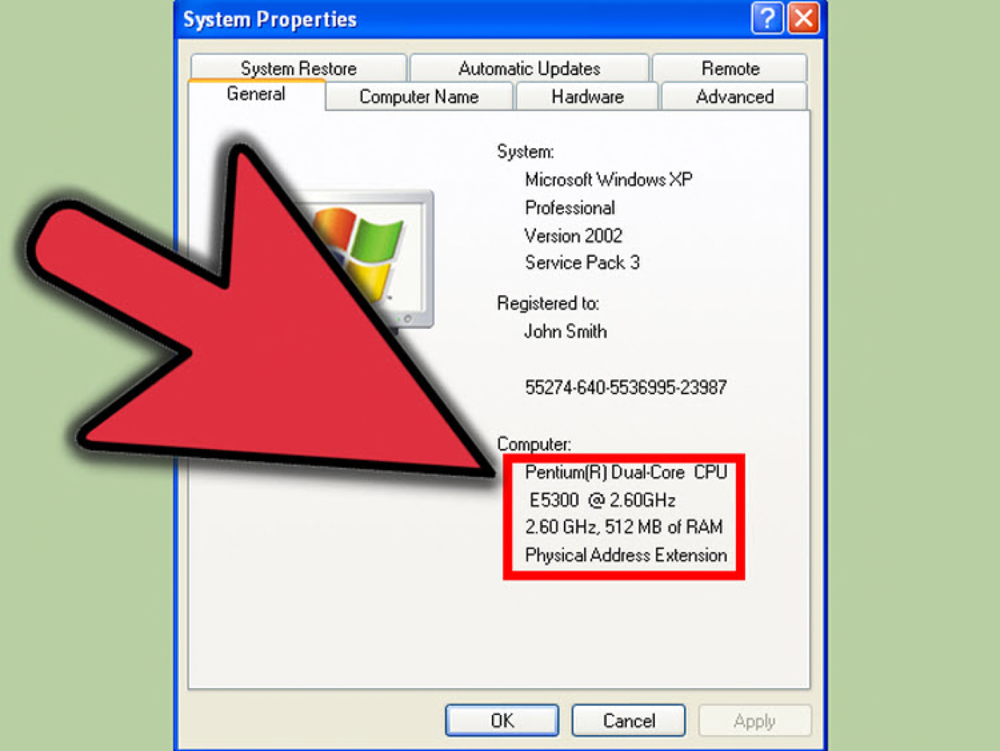 System Properties
?
System Restore
Automatic Updates
Remote
General
Computer Name
Hardware
Advanced
System:
Microsoft Windows XP
Professional
Version 2002
Service Pack 3
Registered to:
John Smith
55274-640-5536995-23987
Computer:
Pentium(R) Dual-Core CPU
E5300 @ 2.60GHz
2.60 GHz, 512 MB of RAM
Physical Address Extension
OK
Cancel
Apply